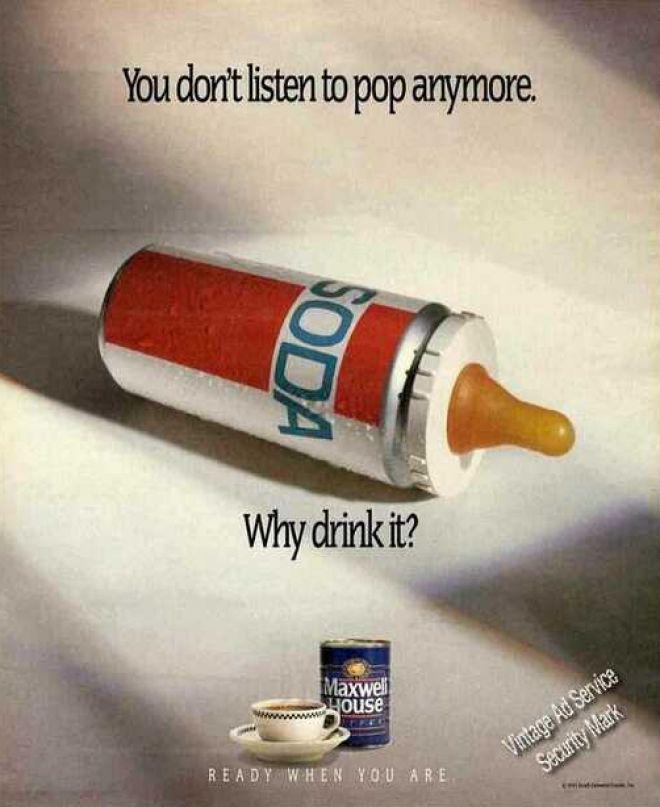 You don't listen to pop anymore.
SODA
Why drink it?
Maxwell
House
READY WHEN YOU ARE.
Vintage Ad Service
Security Mark